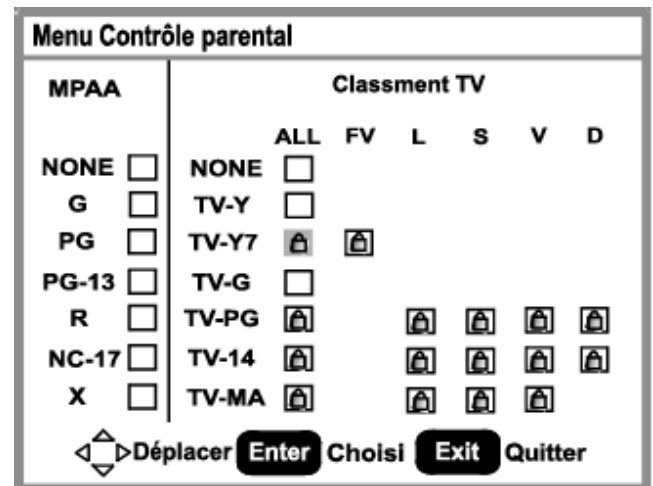 Menu Contrôle parental
MPAA
Classment TV
ALL FV L S V D
NONE NONE
G TV-Y
PG TV-Y7
PG-13 TV-G
R TV-PG
NC-17 TV-14
X TV-MA
Déplacer Enter Choisi Exit Quitter